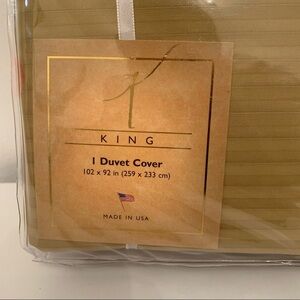 KING
1 Duvet Cover
102 x 92 in (259 x 233 cm)
MADE IN USA